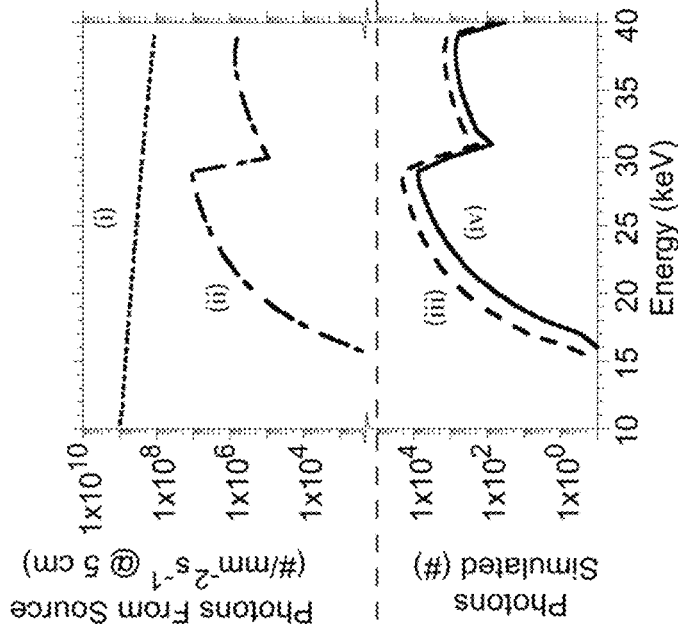 Photons From Source
(#/mm⁻²s⁻¹ @ 5 cm)
1x10¹⁰
1x10⁸
1x10⁶
1x10⁴
(i)
(ii)
Photons
Simulated (#)
1x10⁴
1x10²
1x10⁰
(iii)
(iv)
10 15 20 25 30 35 40
Energy (keV)